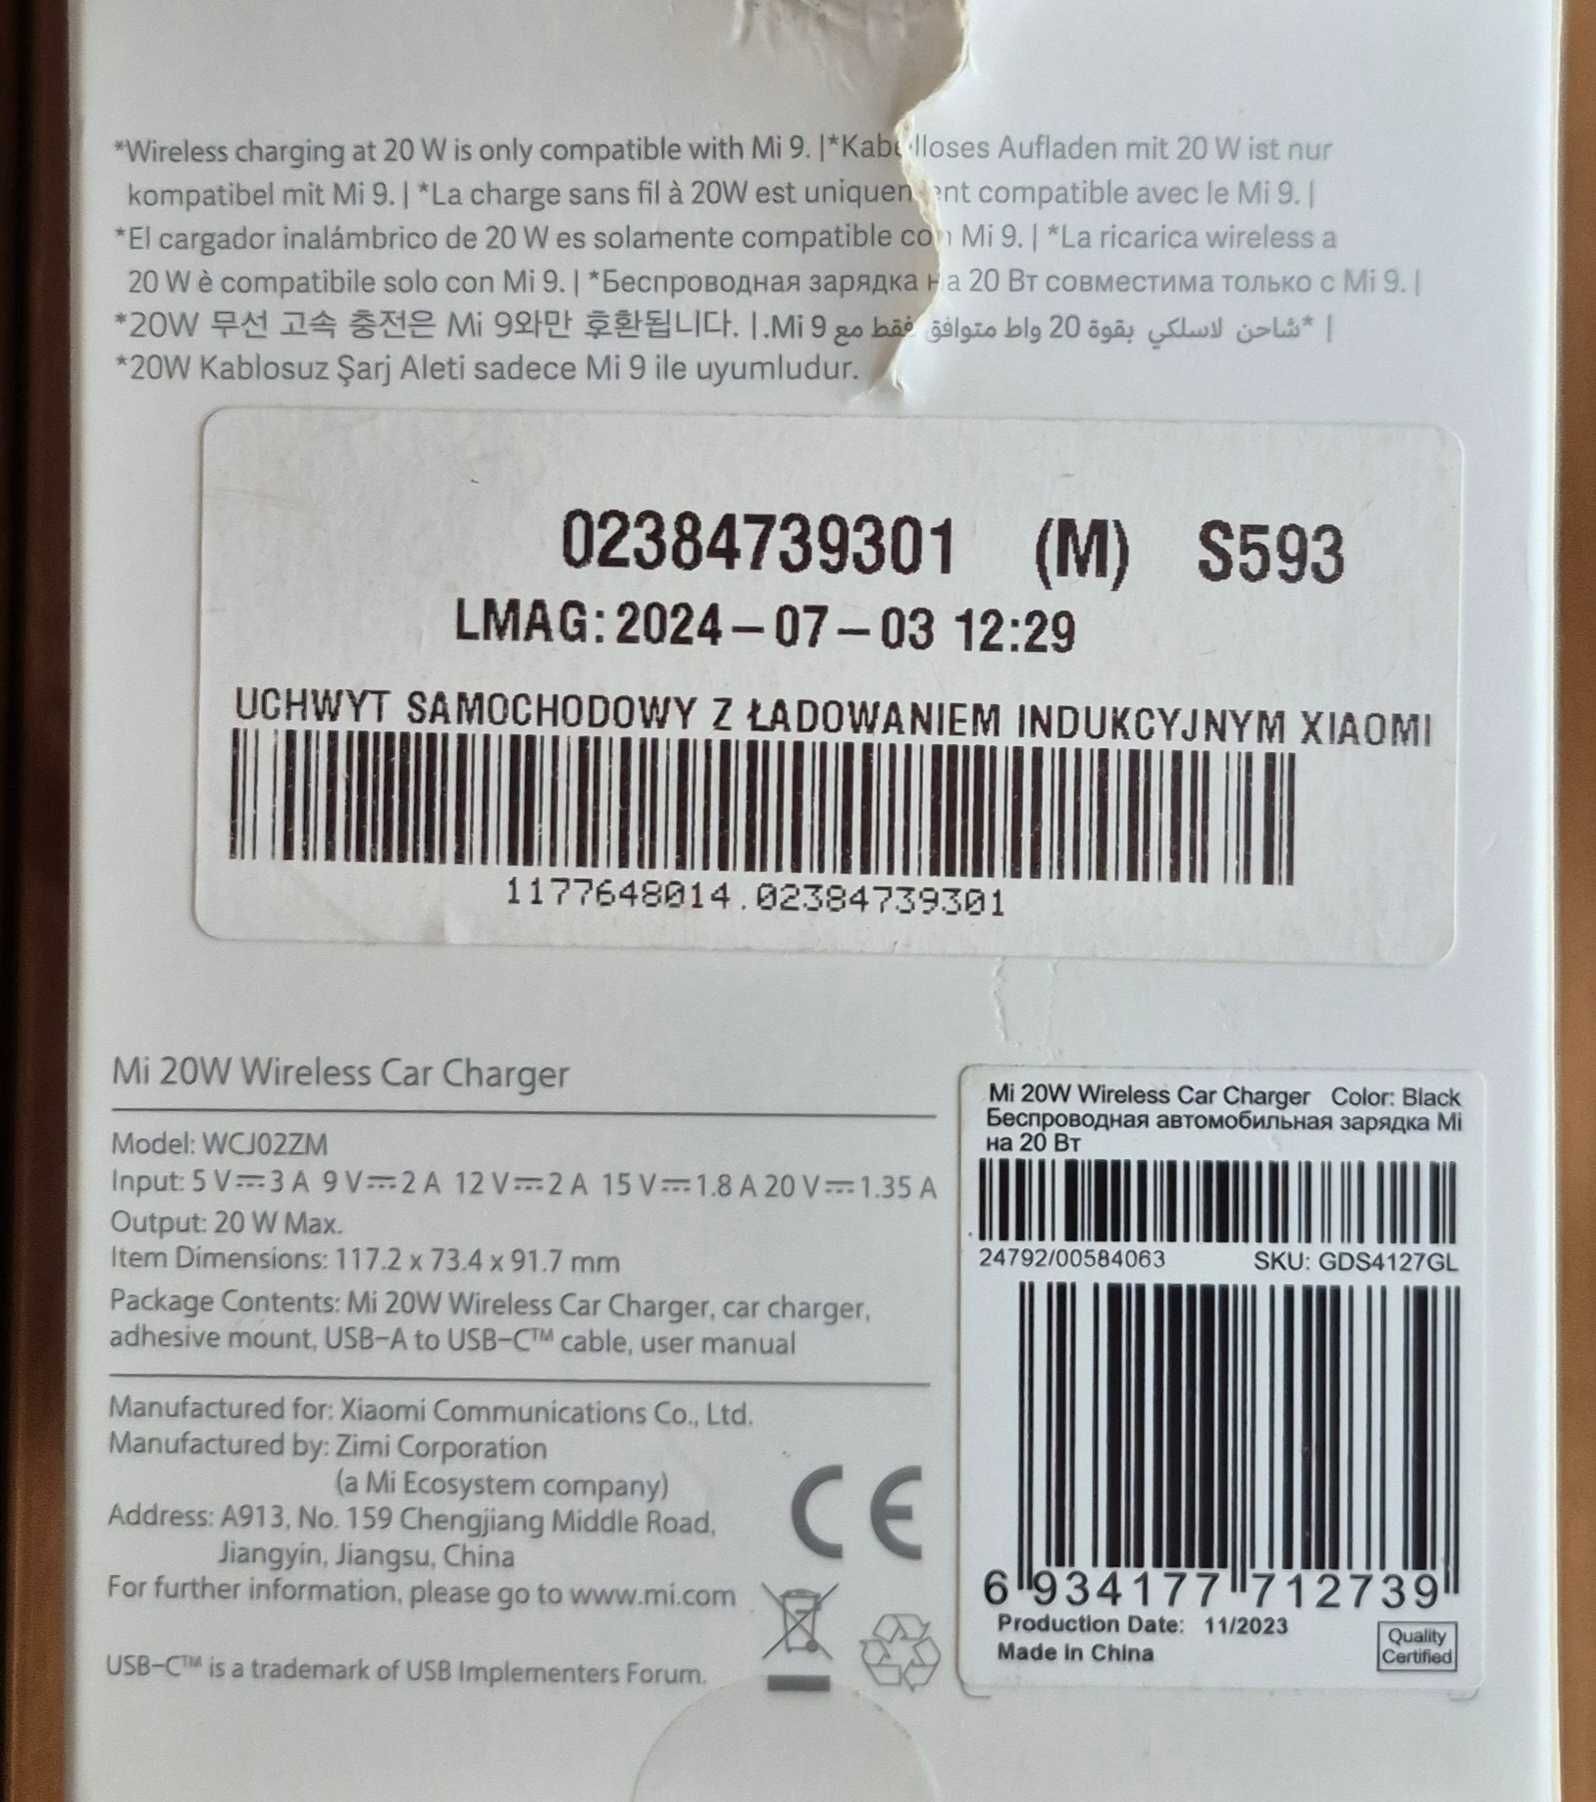 *Wireless charging at 20 W is only compatible with Mi 9. | *Kabelloses Aufladen mit 20 W ist nur
kompatibel mit Mi 9. | *La charge sans fil à 20W est uniquement compatible avec le Mi 9. |
*El cargador inalámbrico de 20 W es solamente compatible con Mi 9. | *La ricarica wireless a
20 W è compatibile solo con Mi 9. | *Беспроводная зарядка на 20 Вт совместима только с Mi 9. |
*20W 무선 고속 충전은 Mi 9와만 호환됩니다. | *شاحن لاسلكي بقوة 20 واط متوافق فقط مع Mi 9. |
*20W Kablosuz Şarj Aleti sadece Mi 9 ile uyumludur.
02384739301 (M) S593
LMAG: 2024-07-03 12:29
UCHWYT SAMOCHODOWY Z ŁADOWANIEM INDUKCYJNYM XIAOMI
1177648014.02384739301
Mi 20W Wireless Car Charger
Model: WCJ02ZM
Input: 5 V⎓3 A 9 V⎓2 A 12 V⎓2 A 15 V⎓1.8 A 20 V⎓1.35 A
Output: 20 W Max.
Item Dimensions: 117.2 x 73.4 x 91.7 mm
Package Contents: Mi 20W Wireless Car Charger, car charger,
adhesive mount, USB-A to USB-C™ cable, user manual
Manufactured for: Xiaomi Communications Co., Ltd.
Manufactured by: Zimi Corporation
(a Mi Ecosystem company)
Address: A913, No. 159 Chengjiang Middle Road,
Jiangyin, Jiangsu, China
For further information, please go to www.mi.com
USB-C™ is a trademark of USB Implementers Forum.
CE
Mi 20W Wireless Car Charger Color: Black
Беспроводная автомобильная зарядка Mi
на 20 Вт
24792/00584063 SKU: GDS4127GL
6 934177 712739
Production Date: 11/2023
Made in China
Quality
Certified